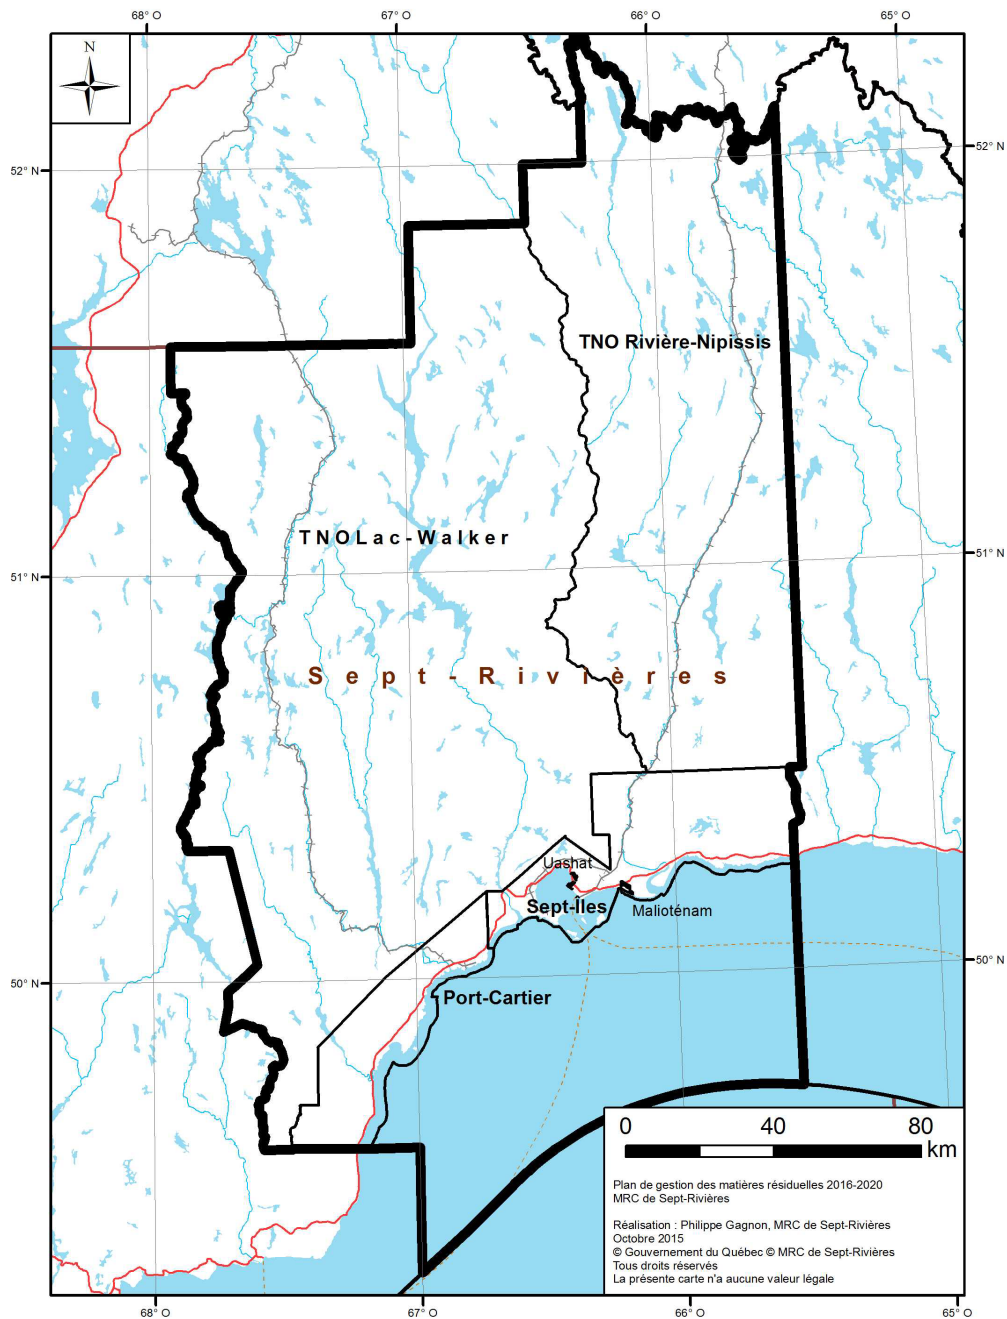 68° O
67° O
66° O
65° O
N
52° N
52° N
TNO Rivière-Nipissis
TNOLac-Walker
51° N
51° N
Sept-Rivières
Uashat
Sept-Îles
Maliotenam
50° N
50° N
Port-Cartier
0 40 80
km
Plan de gestion des matières résiduelles 2016-2020
MRC de Sept-Rivières
Réalisation : Philippe Gagnon, MRC de Sept-Rivières
Octobre 2015
© Gouvernement du Québec © MRC de Sept-Rivières
Tous droits réservés
La présente carte n'a aucune valeur légale
68° O
67° O
66° O
65° O